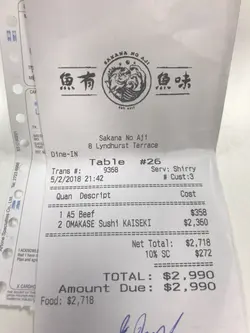 SAKANA NO AJI
魚有 魚味
Sakana No Aji
8 Lyndhurst Terrace
Dine-IN
Table #26
Trans #: 9358 Serv: Shirry
5/2/2018 21:42 # Cust:3
Quan Descript Cost
1 A5 Beef $358
2 OMAKASE Sushi KAISEKI $2,360
Net Total: $2,718
10% SC $272
TOTAL: $2,990
Amount Due: $2,990
Food: $2,718